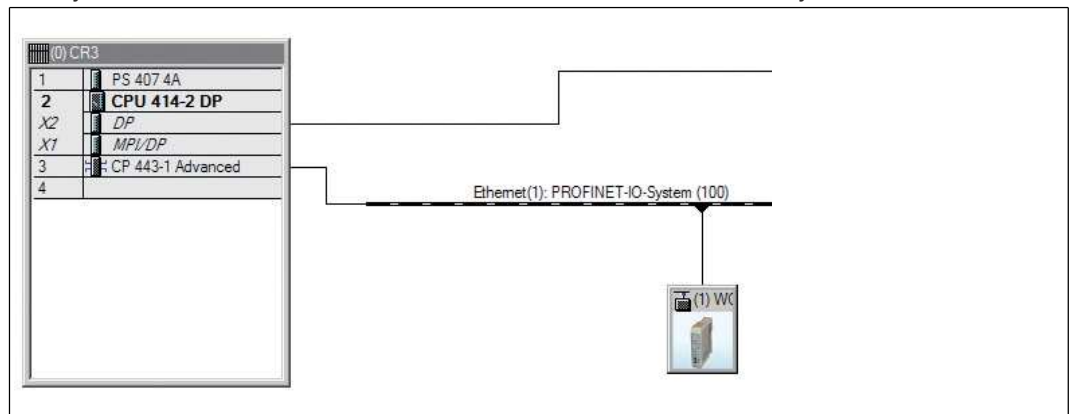 (0) CR3
1 PS 407 4A
2 CPU 414-2 DP
X2 DP
X1 MPI/DP
3 CP 443-1 Advanced
4
Ethernet(1): PROFINET-IO-System (100)
(1) WC